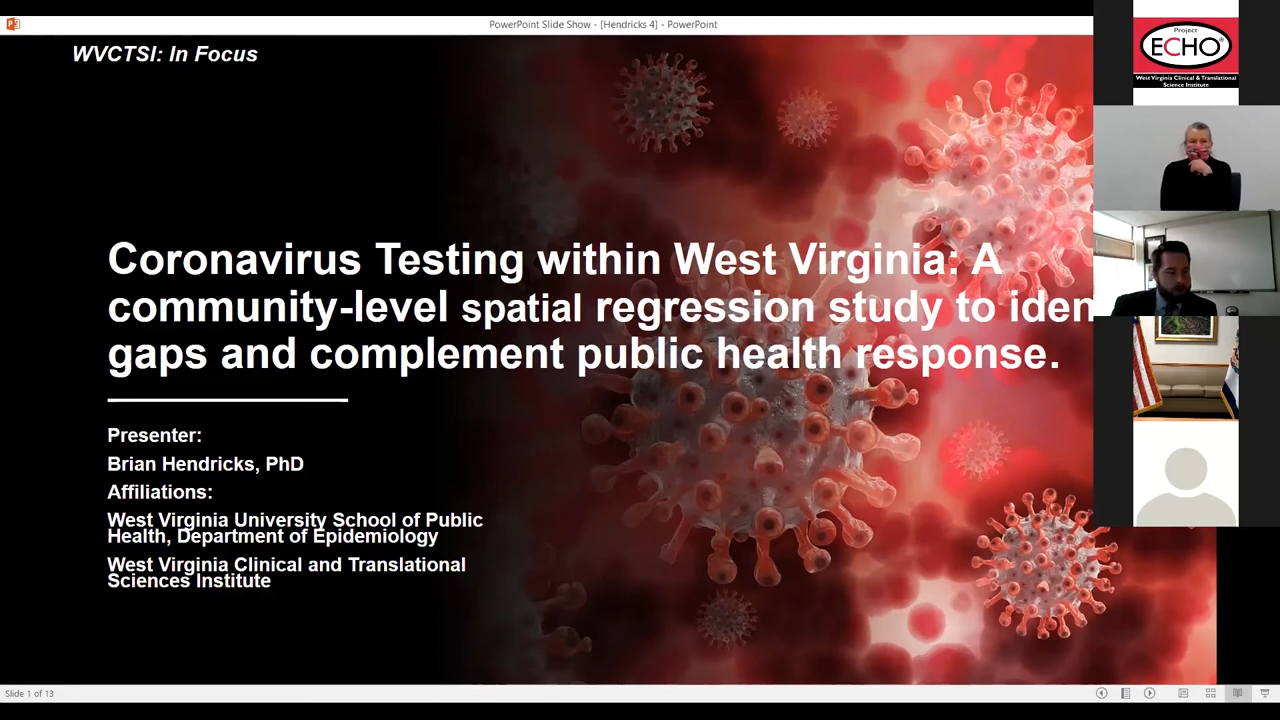 PowerPoint Slide Show - [Hendricks 4] - PowerPoint
WVCTSI: In Focus
Project
ECHO®
West Virginia Clinical & Translational
Science Institute
Coronavirus Testing within West Virginia: A
community-level spatial regression study to iden
gaps and complement public health response.
Presenter:
Brian Hendricks, PhD
Affiliations:
West Virginia University School of Public
Health, Department of Epidemiology
West Virginia Clinical and Translational
Sciences Institute
Slide 1 of 13